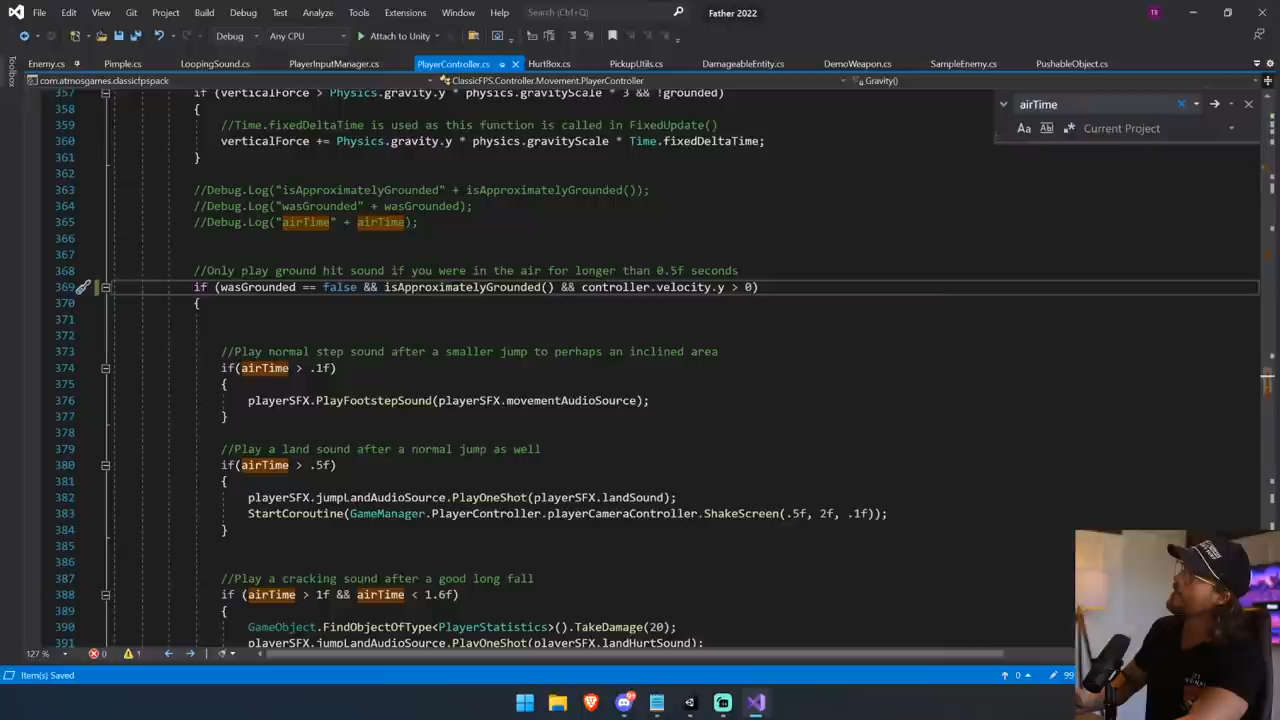 File Edit View Git Project Build Debug Test Analyze Tools Extensions Window Help Search (Ctrl+Q) Father 2022 TB
Debug Any CPU Attach to Unity
Enemy.cs Pimple.cs LoopingSound.cs PlayerInputManager.cs PlayerController.cs HurtBox.cs PickupUtils.cs DamageableEntity.cs DemoWeapon.cs SampleEnemy.cs PushableObject.cs
Toolbox
com.atmosgames.classicfpspack ClassicFPS.Controller.Movement.PlayerController Gravity()
airTime
Aa Ab Current Project
357 if (verticalForce > Physics.gravity.y * physics.gravityScale * 3 && !grounded)
358 {
359 //Time.fixedDeltaTime is used as this function is called in FixedUpdate()
360 verticalForce += Physics.gravity.y * physics.gravityScale * Time.fixedDeltaTime;
361 }
362
363 //Debug.Log("isApproximatelyGrounded" + isApproximatelyGrounded());
364 //Debug.Log("wasGrounded" + wasGrounded);
365 //Debug.Log("airTime" + airTime);
366
367
368 //Only play ground hit sound if you were in the air for longer than 0.5f seconds
369 if (wasGrounded == false && isApproximatelyGrounded() && controller.velocity.y > 0)
370 {
371
372
373 //Play normal step sound after a smaller jump to perhaps an inclined area
374 if(airTime > .1f)
375 {
376 playerSFX.PlayFootstepSound(playerSFX.movementAudioSource);
377 }
378
379 //Play a land sound after a normal jump as well
380 if(airTime > .5f)
381 {
382 playerSFX.jumpLandAudioSource.PlayOneShot(playerSFX.landSound);
383 StartCoroutine(GameManager.PlayerController.playerCameraController.ShakeScreen(.5f, 2f, .1f));
384 }
385
386
387 //Play a cracking sound after a good long fall
388 if (airTime > 1f && airTime < 1.6f)
389 {
390 GameObject.FindObjectOfType<PlayerStatistics>().TakeDamage(20);
391 playerSFX.jumpLandAudioSource.PlayOneShot(playerSFX.landHurtSound);
127 % 0 1
Item(s) Saved 0 99